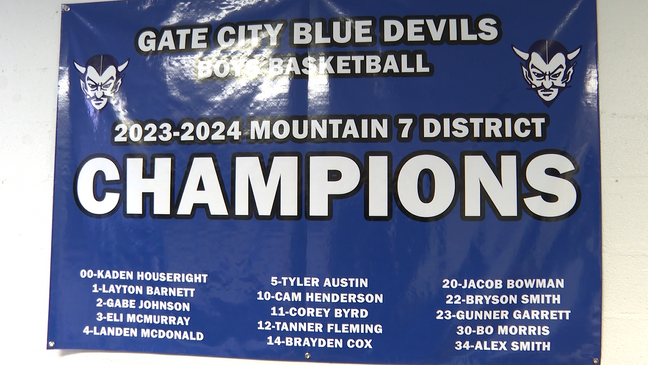 GATE CITY BLUE DEVILS
BOYS BASKETBALL
2023-2024 MOUNTAIN 7 DISTRICT
CHAMPIONS
00-KADEN HOUSERIGHT
1-LAYTON BARNETT
2-GABE JOHNSON
3-ELI MCMURRAY
4-LANDEN MCDONALD
5-TYLER AUSTIN
10-CAM HENDERSON
11-COREY BYRD
12-TANNER FLEMING
14-BRAYDEN COX
20-JACOB BOWMAN
22-BRYSON SMITH
23-GUNNER GARRETT
30-BO MORRIS
34-ALEX SMITH